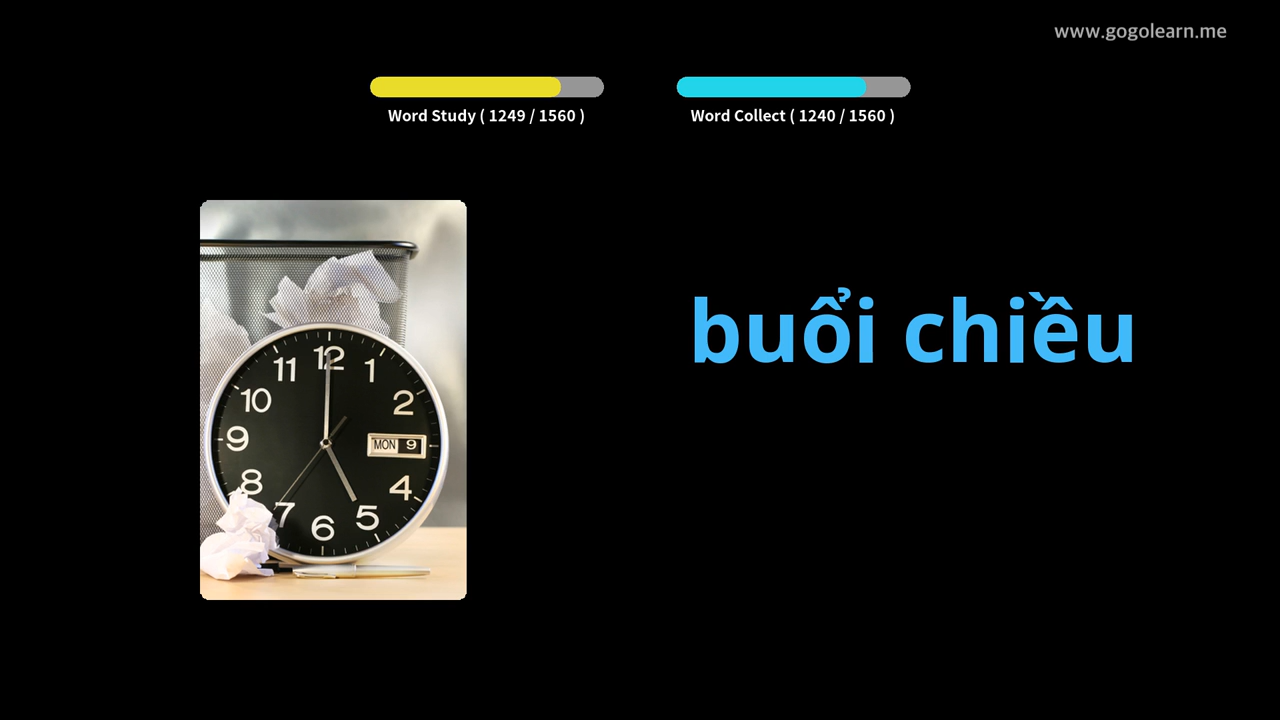 www.gogolearn.me
Word Study ( 1249 / 1560 )
Word Collect ( 1240 / 1560 )
buổi chiều
12
11
1
10
2
9
MON 9
8
4
7
5
6